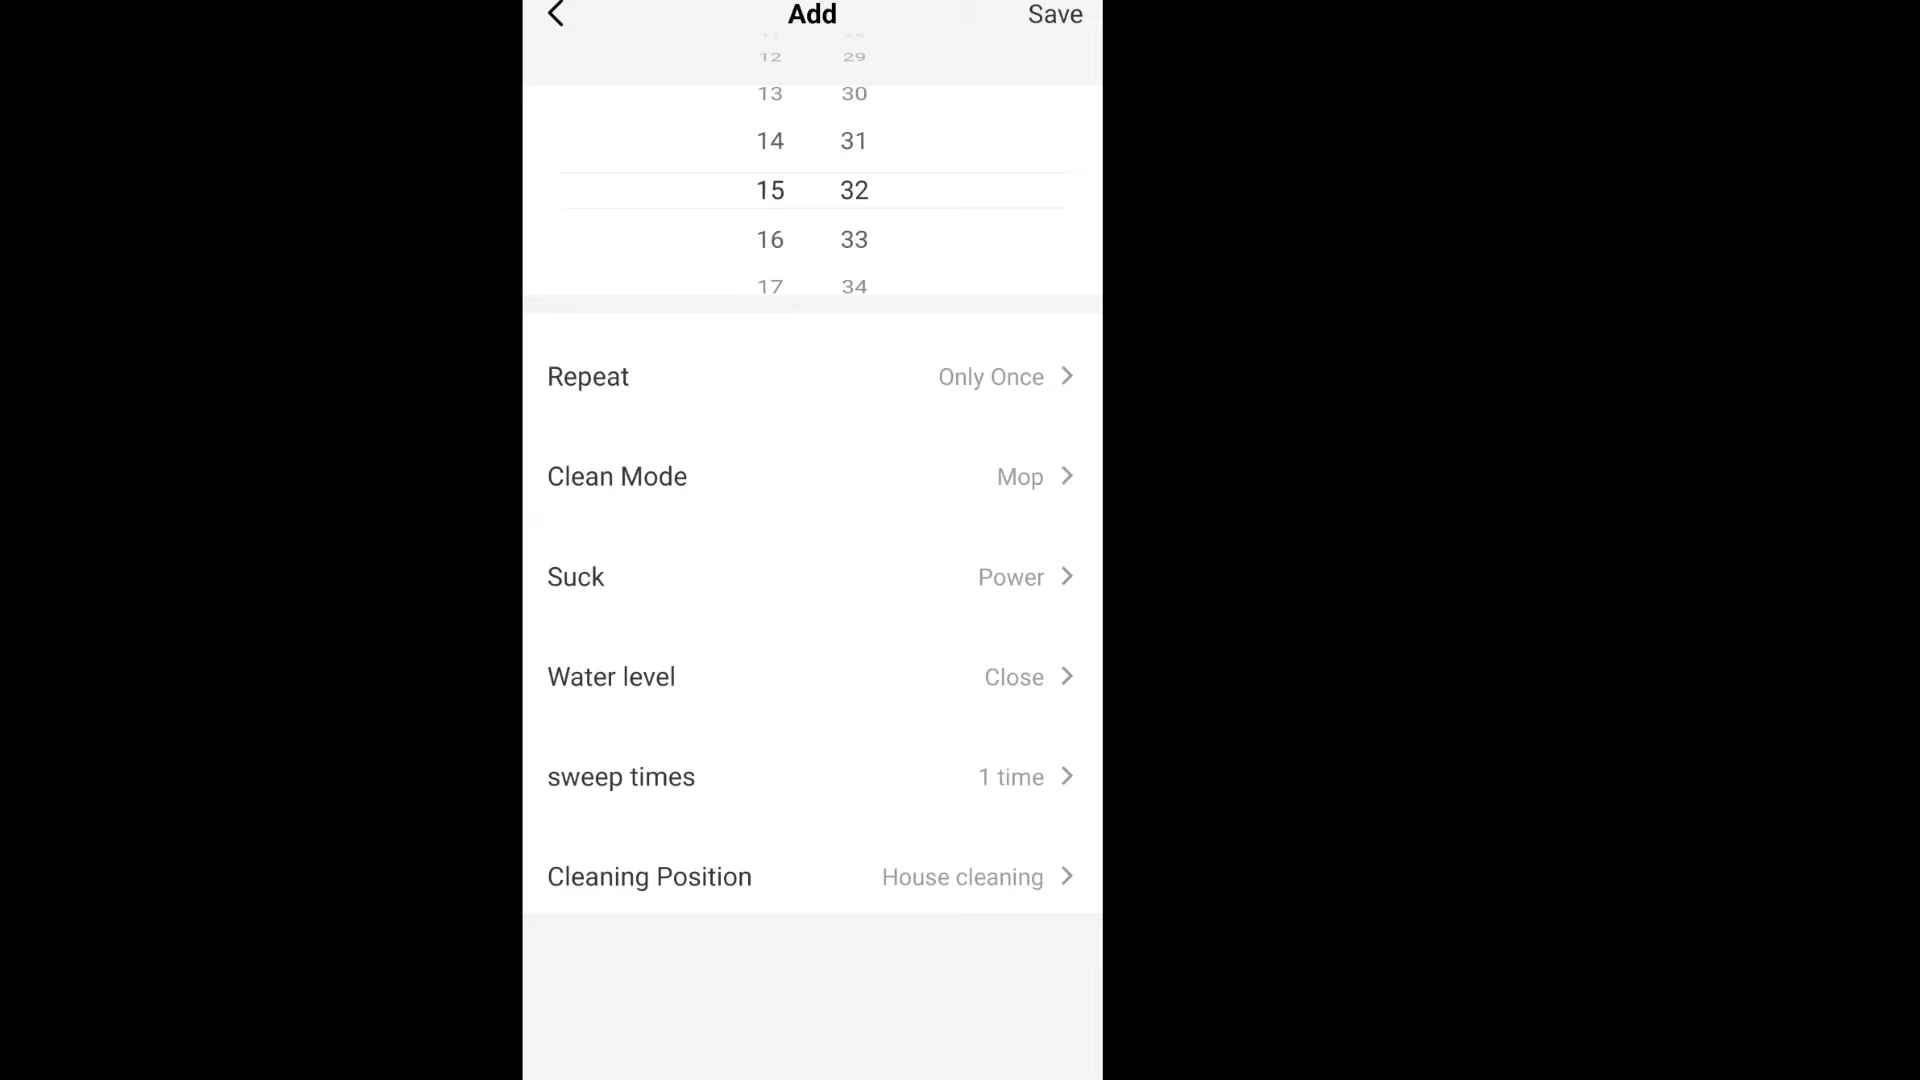 Add
Save
12 29
13 30
14 31
15 32
16 33
17 34
Repeat Only Once
Clean Mode Mop
Suck Power
Water level Close
sweep times 1 time
Cleaning Position House cleaning